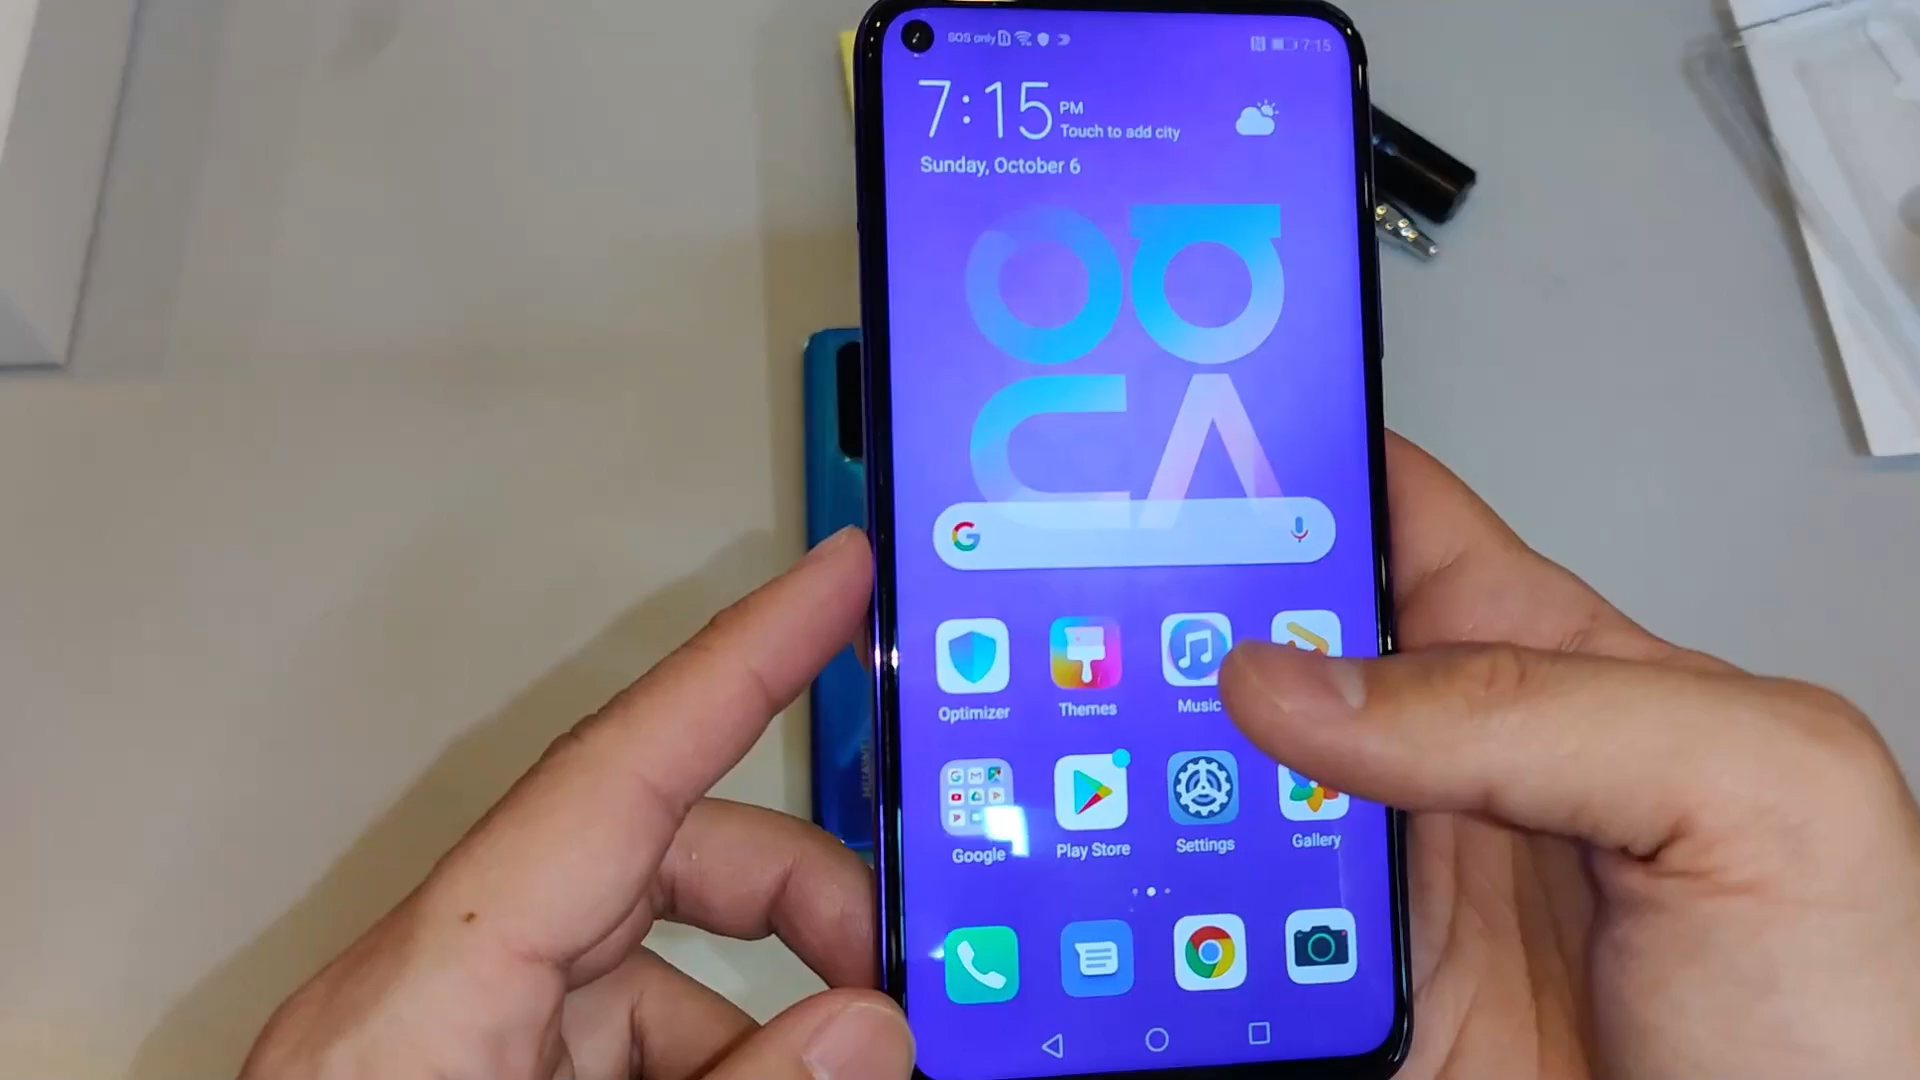 SOS only
7:15
7:15 PM
Touch to add city
Sunday, October 6
Optimizer
Themes
Music
Google
Play Store
Settings
Gallery
HUAWEI